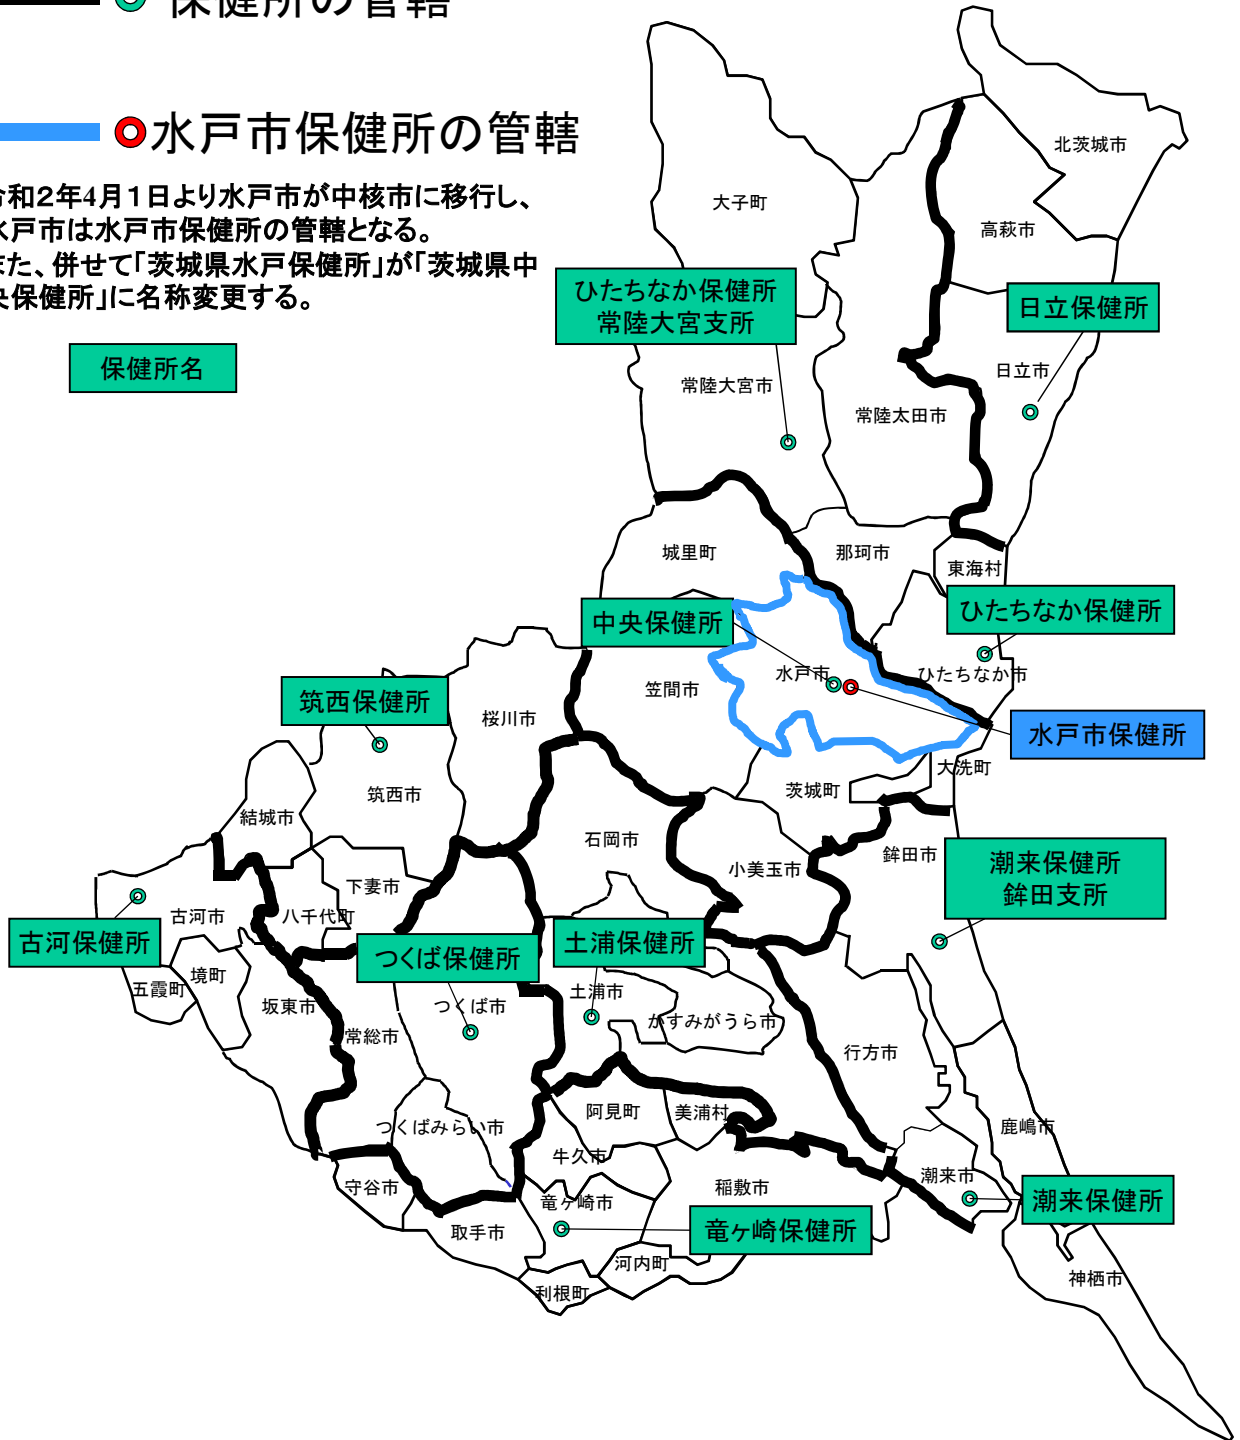 保健所の管轄
水戸市保健所の管轄
令和2年4月1日より水戸市が中核市に移行し、
水戸市は水戸市保健所の管轄となる。
また、併せて「茨城県水戸保健所」が「茨城県中
央保健所」に名称変更する。
保健所名
北茨城市
大子町
高萩市
ひたちなか保健所
常陸大宮支所
日立保健所
日立市
常陸大宮市
常陸太田市
城里町
那珂市
東海村
ひたちなか保健所
中央保健所
水戸市
ひたちなか市
笠間市
筑西保健所
桜川市
水戸市保健所
大洗町
茨城町
筑西市
結城市
石岡市
小美玉市
鉾田市
潮来保健所
鉾田支所
下妻市
八千代町
古河市
古河保健所
つくば保健所
土浦保健所
境町
五霞町
坂東市
つくば市
土浦市
かすみがうら市
常総市
行方市
阿見町
美浦村
鹿嶋市
つくばみらい市
牛久市
潮来市
守谷市
竜ヶ崎市
稲敷市
潮来保健所
取手市
竜ヶ崎保健所
河内町
神栖市
利根町